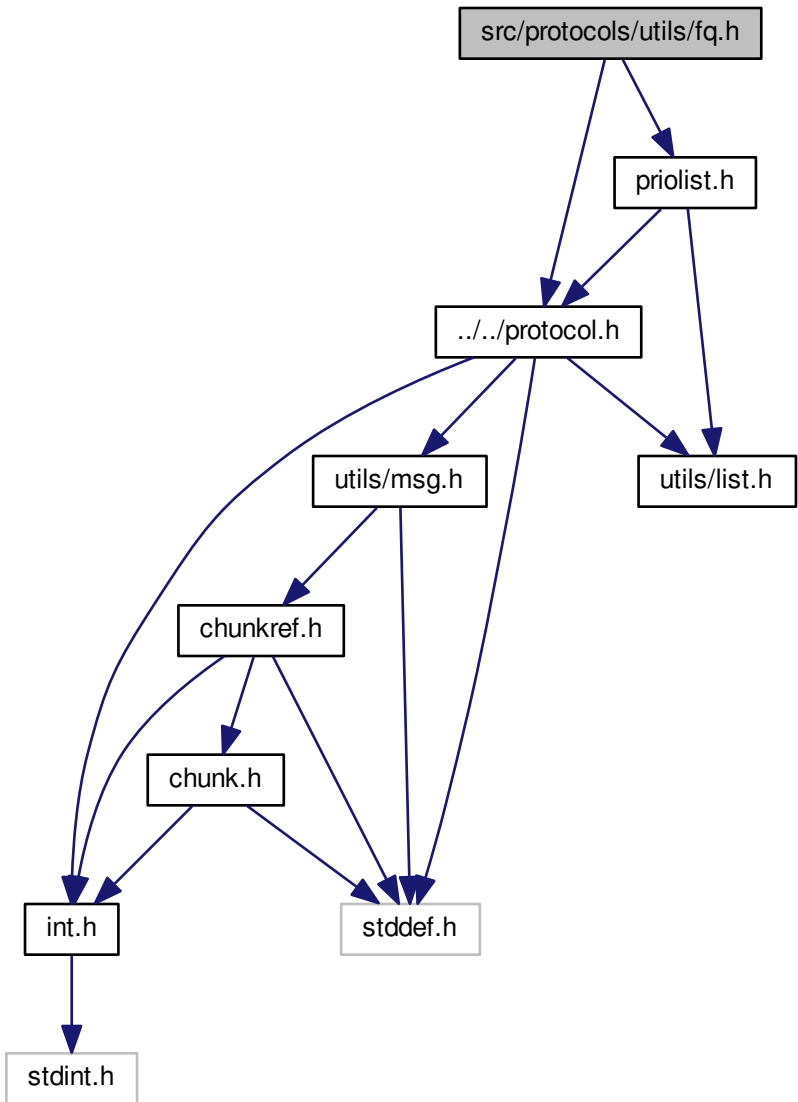 src/protocols/utils/fq.h
priolist.h
../../protocol.h
utils/msg.h
utils/list.h
chunkref.h
chunk.h
int.h
stddef.h
stdint.h